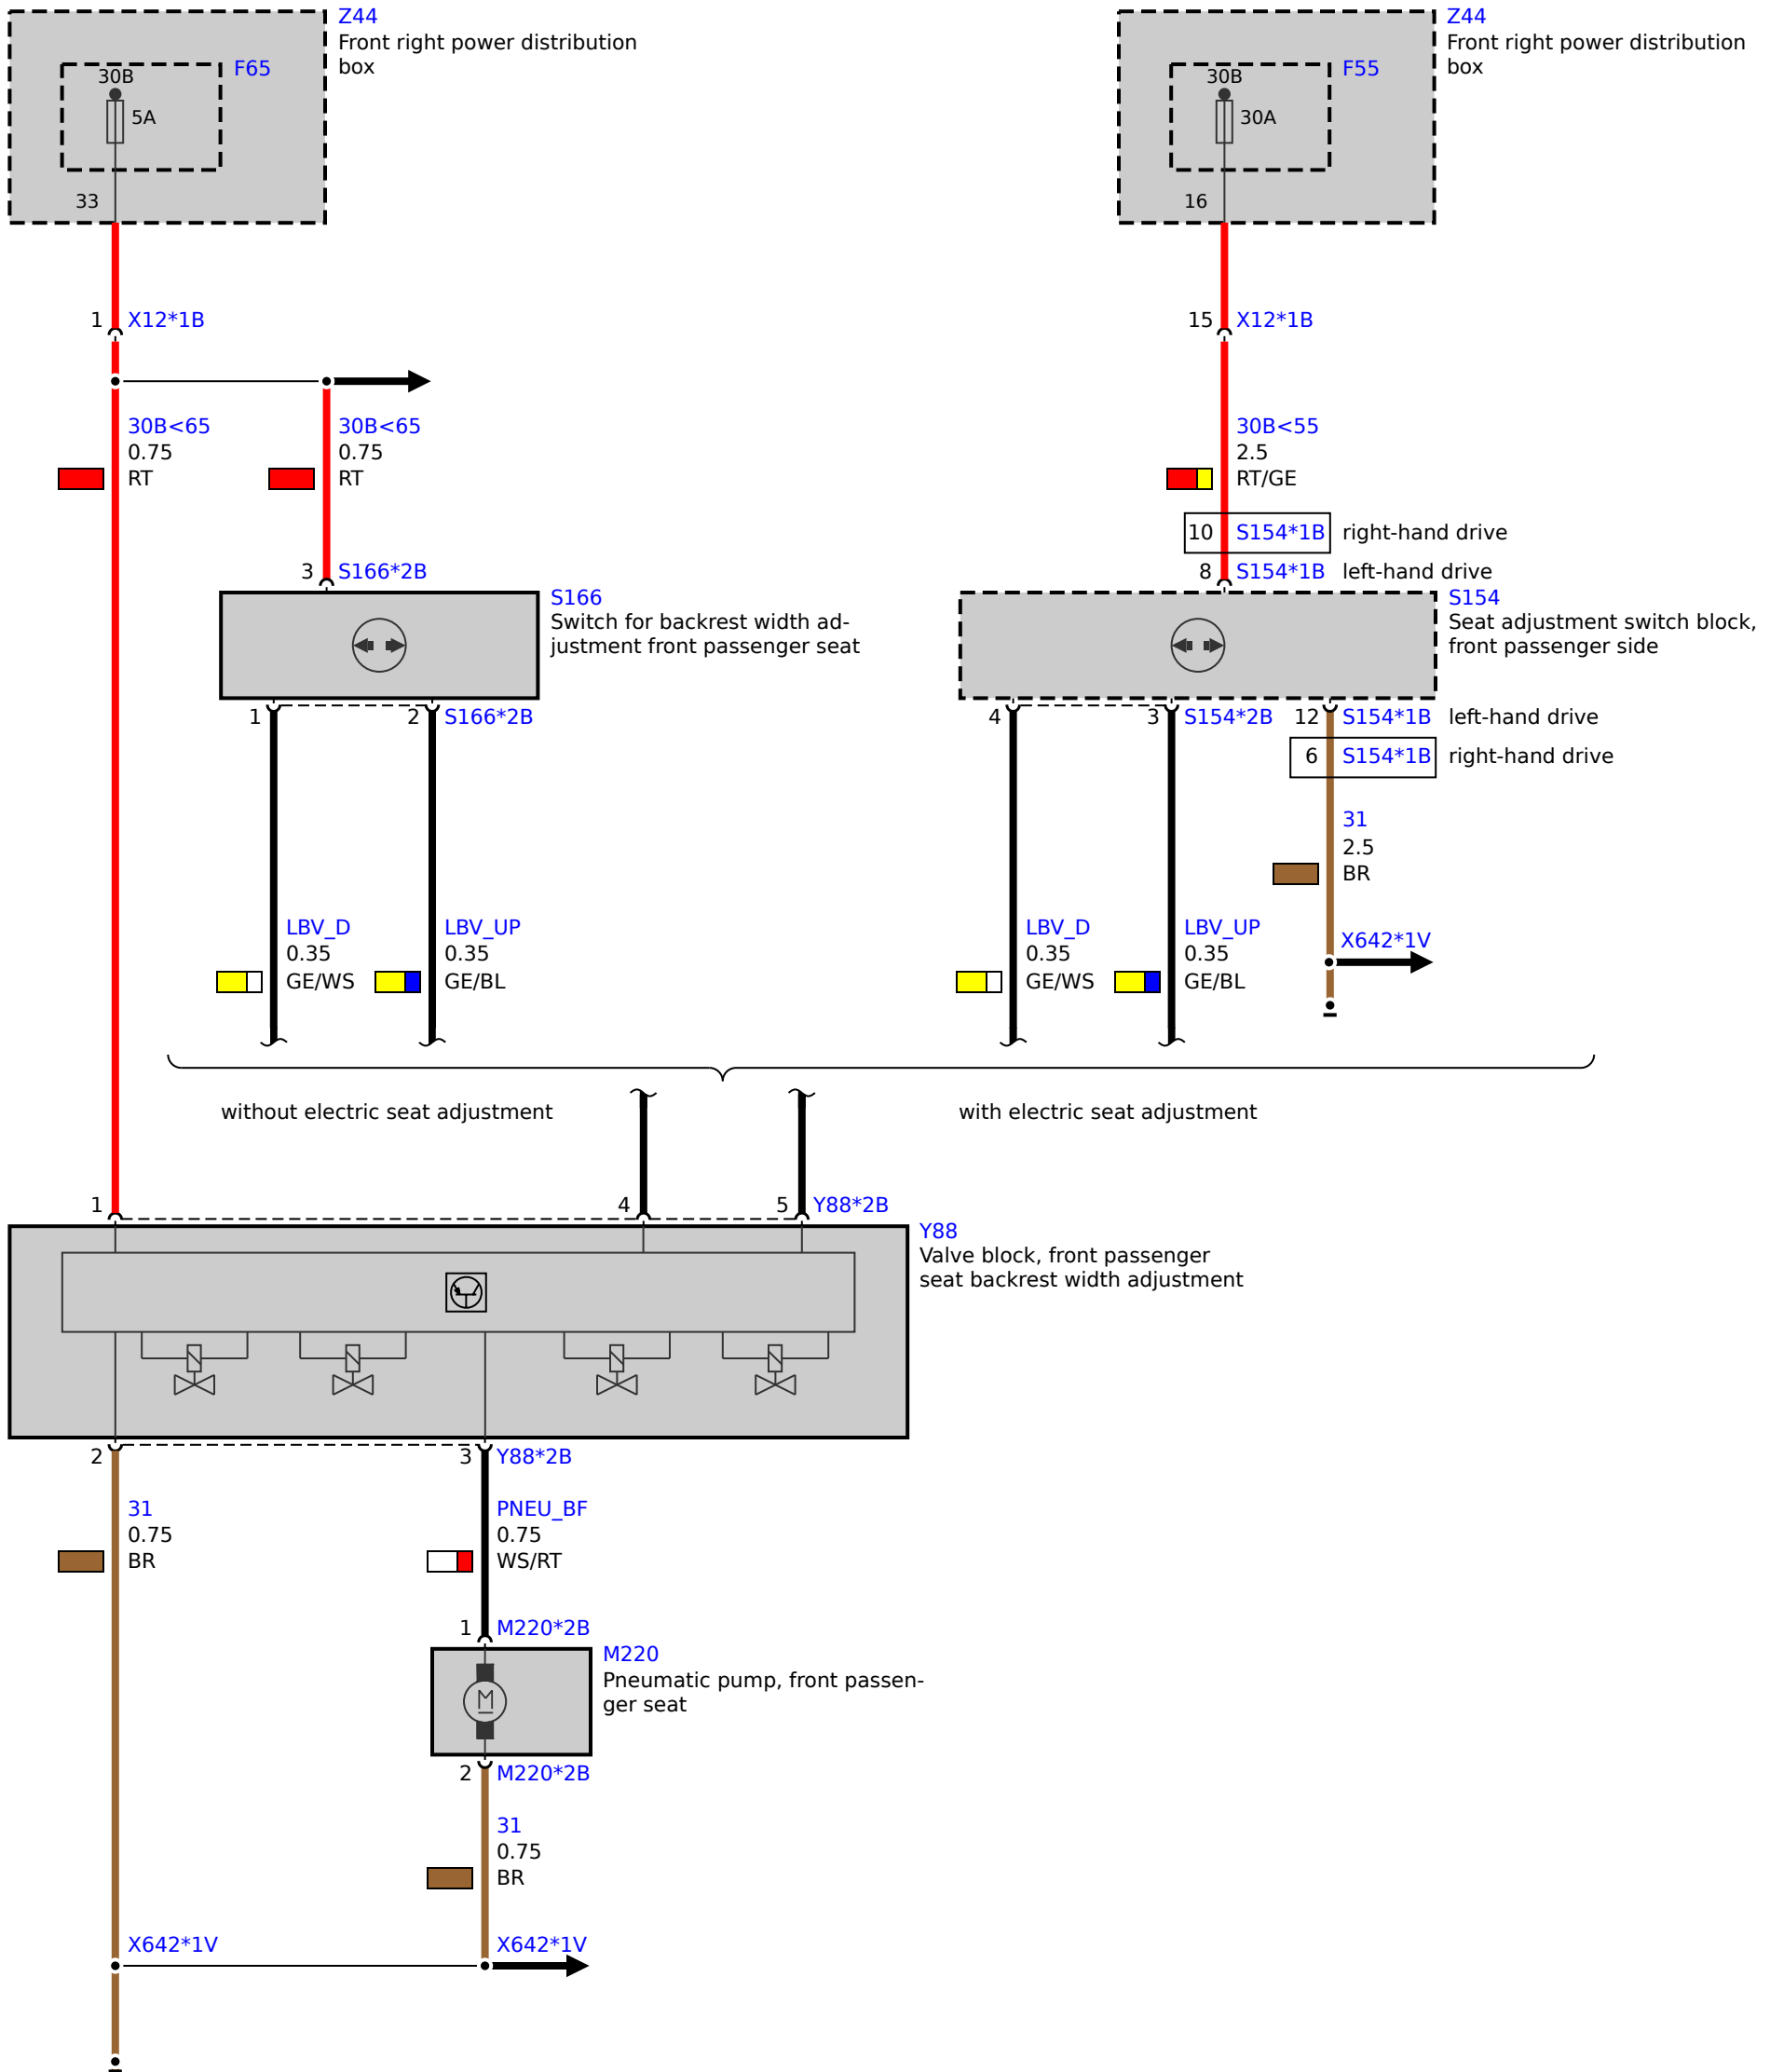 Z44
Front right power distribution
box
F65
30B
5A
33
Z44
Front right power distribution
box
F55
30B
30A
16
1 X12*1B
15 X12*1B
30B<65
0.75
RT
30B<65
0.75
RT
30B<55
2.5
RT/GE
10 S154*1B right-hand drive
3 S166*2B
8 S154*1B left-hand drive
S166
Switch for backrest width ad-
justment front passenger seat
S154
Seat adjustment switch block,
front passenger side
1 2 S166*2B
4 3 S154*2B 12 S154*1B left-hand drive
6 S154*1B right-hand drive
31
2.5
BR
LBV_D
0.35
GE/WS
LBV_UP
0.35
GE/BL
LBV_D
0.35
GE/WS
LBV_UP
0.35
GE/BL
X642*1V
without electric seat adjustment
with electric seat adjustment
1 4 5 Y88*2B
Y88
Valve block, front passenger
seat backrest width adjustment
2 3 Y88*2B
31
0.75
BR
PNEU_BF
0.75
WS/RT
1 M220*2B
M220
Pneumatic pump, front passen-
ger seat
M
2 M220*2B
31
0.75
BR
X642*1V
X642*1V